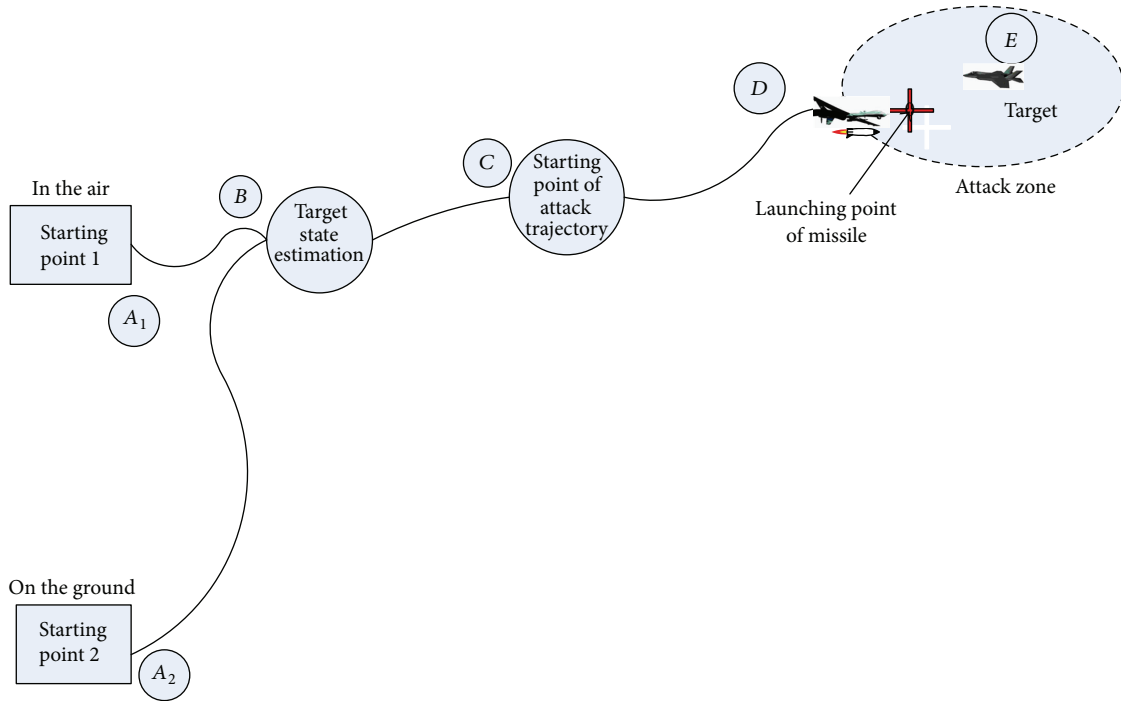 In the air
Starting
point 1
A1
B
Target
state
estimation
C
Starting
point of
attack
trajectory
D
E
Target
Attack zone
Launching point
of missile
On the ground
Starting
point 2
A2